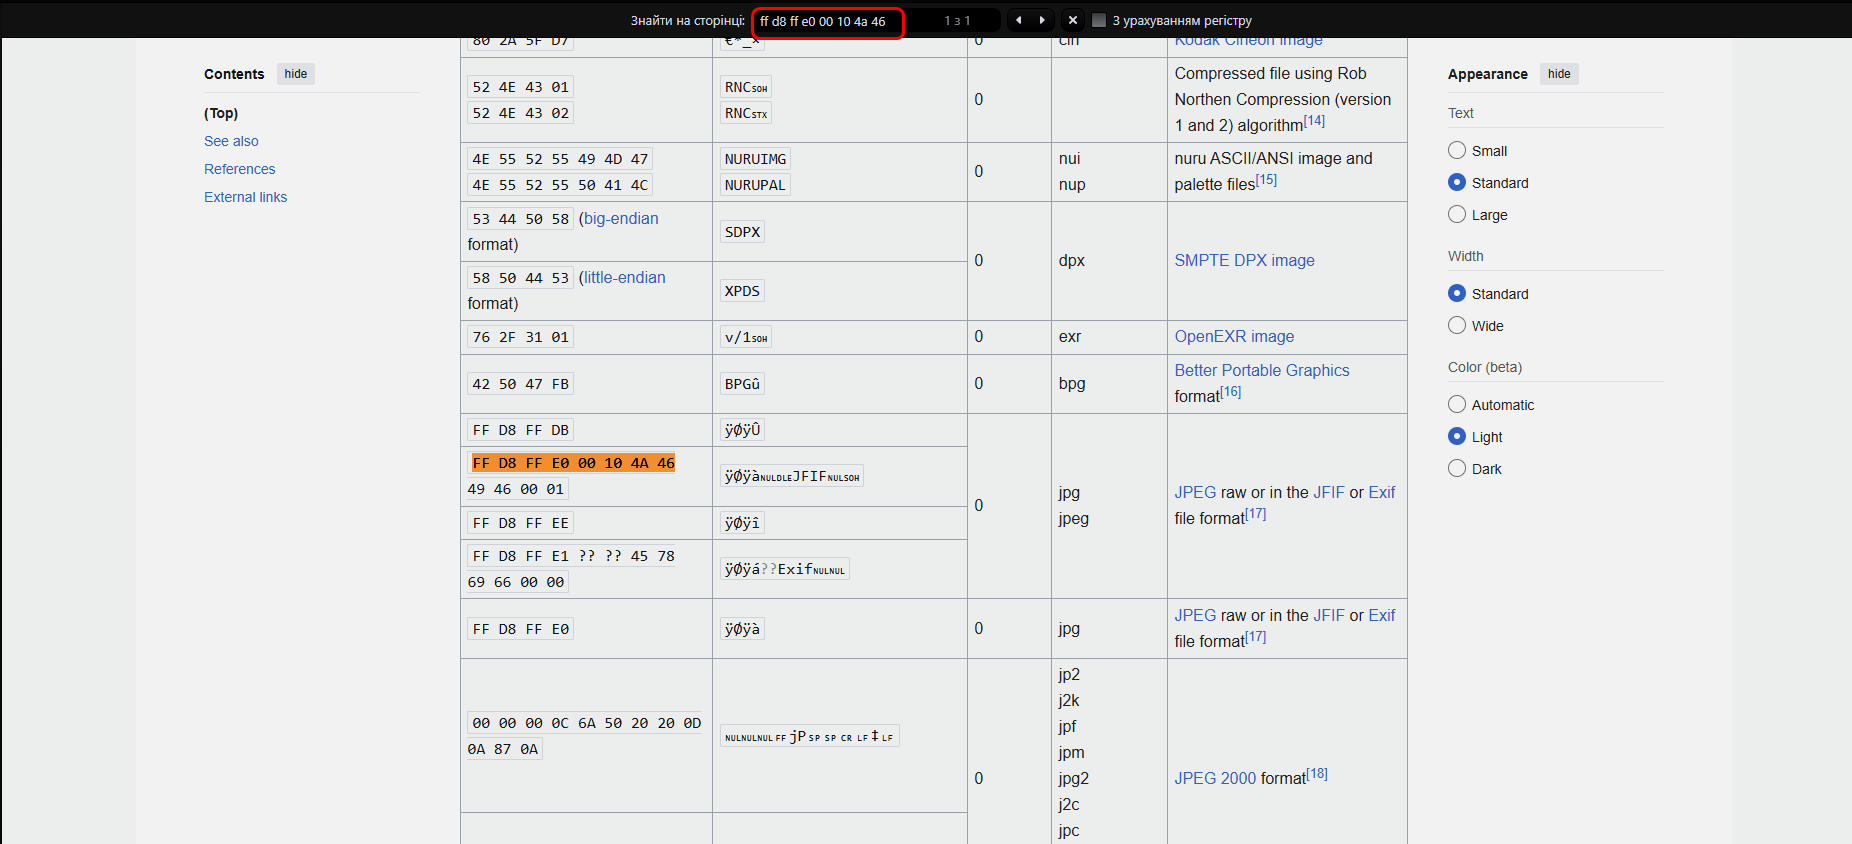 Знайти на сторінці: ff d8 ff e0 00 10 4a 46 1 з 1 З урахуванням регістру
Contents hide
(Top)
See also
References
External links
80 2A 5F D7 €*_× 0 cin Kodak Cineon image
52 4E 43 01
52 4E 43 02
RNCSOH
RNCSTX
0
Compressed file using Rob
Northen Compression (version
1 and 2) algorithm[14]
4E 55 52 55 49 4D 47
4E 55 52 55 50 41 4C
NURUIMG
NURUPAL
0
nui
nup
nuru ASCII/ANSI image and
palette files[15]
53 44 50 58 (big-endian
format)
SDPX
58 50 44 53 (little-endian
format)
XPDS
0
dpx
SMPTE DPX image
76 2F 31 01 v/1SOH 0 exr OpenEXR image
42 50 47 FB BPGû 0 bpg Better Portable Graphics
format[16]
FF D8 FF DB ÿØÿÛ
FF D8 FF E0 00 10 4A 46
49 46 00 01
ÿØÿàNULDLEJFIFNULSOH
FF D8 FF EE ÿØÿî
FF D8 FF E1 ?? ?? 45 78
69 66 00 00
ÿØÿá??ExifNULNUL
0
jpg
jpeg
JPEG raw or in the JFIF or Exif
file format[17]
FF D8 FF E0 ÿØÿà 0 jpg JPEG raw or in the JFIF or Exif
file format[17]
00 00 00 0C 6A 50 20 20 0D
0A 87 0A
NULNULNULFFjPSPSPCRLF‡LF
0
jp2
j2k
jpf
jpm
jpg2
j2c
jpc
JPEG 2000 format[18]
Appearance hide
Text
Small
Standard
Large
Width
Standard
Wide
Color (beta)
Automatic
Light
Dark